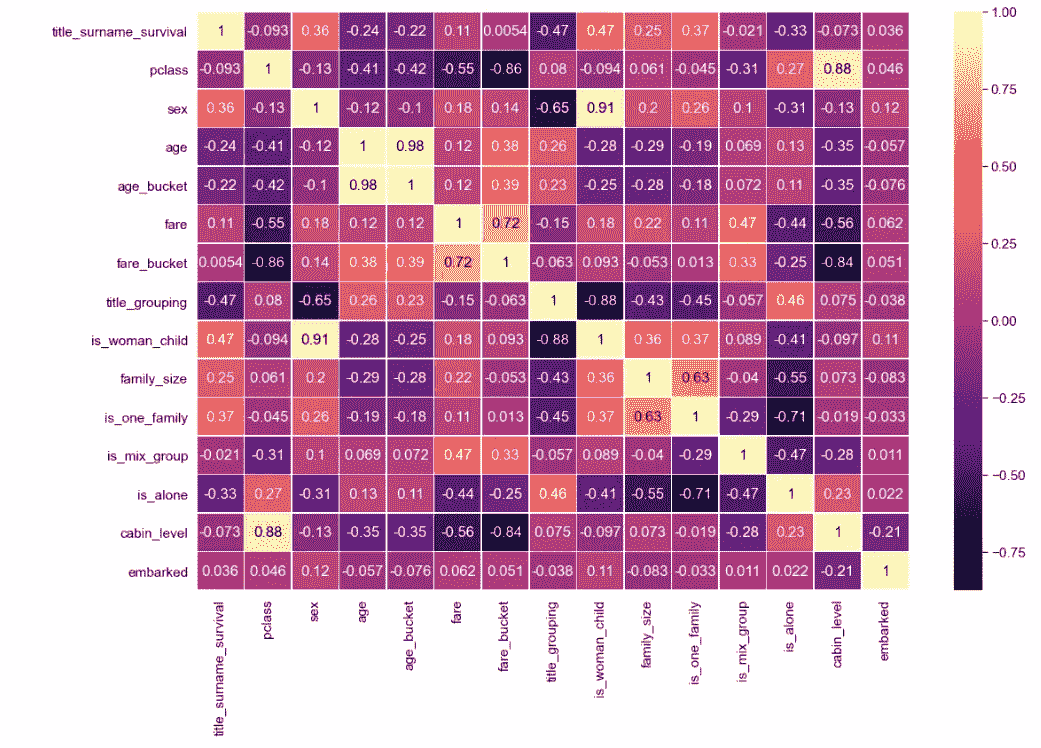 title_surname_survival 1 -0.093 0.36 -0.24 -0.22 0.11 0.0054 -0.47 0.47 0.25 0.37 -0.021 -0.33 -0.073 0.036
pclass -0.093 1 -0.13 -0.41 -0.42 -0.55 -0.86 0.08 -0.094 0.061 -0.045 -0.31 0.27 0.88 0.046
sex 0.36 -0.13 1 -0.12 -0.1 0.18 0.14 -0.65 0.91 0.2 0.26 0.1 -0.31 -0.13 0.12
age -0.24 -0.41 -0.12 1 0.98 0.12 0.38 0.26 -0.28 -0.29 -0.19 0.069 0.13 -0.35 -0.057
age_bucket -0.22 -0.42 -0.1 0.98 1 0.12 0.39 0.23 -0.25 -0.28 -0.18 0.072 0.11 -0.35 -0.076
fare 0.11 -0.55 0.18 0.12 0.12 1 0.72 -0.15 0.18 0.22 0.11 0.47 -0.44 -0.56 0.062
fare_bucket 0.0054 -0.86 0.14 0.38 0.39 0.72 1 -0.063 0.093 -0.053 0.013 0.33 -0.25 -0.84 0.051
title_grouping -0.47 0.08 -0.65 0.26 0.23 -0.15 -0.063 1 -0.88 -0.43 -0.45 -0.057 0.46 0.075 -0.038
is_woman_child 0.47 -0.094 0.91 -0.28 -0.25 0.18 0.093 -0.88 1 0.36 0.37 0.089 -0.41 -0.097 0.11
family_size 0.25 0.061 0.2 -0.29 -0.28 0.22 -0.053 -0.43 0.36 1 0.63 -0.04 -0.55 0.073 -0.083
is_one_family 0.37 -0.045 0.26 -0.19 -0.18 0.11 0.013 -0.45 0.37 0.63 1 -0.29 -0.71 -0.019 -0.033
is_mix_group -0.021 -0.31 0.1 0.069 0.072 0.47 0.33 -0.057 0.089 -0.04 -0.29 1 -0.47 -0.28 0.011
is_alone -0.33 0.27 -0.31 0.13 0.11 -0.44 -0.25 0.46 -0.41 -0.55 -0.71 -0.47 1 0.23 0.022
cabin_level -0.073 0.88 -0.13 -0.35 -0.35 -0.56 -0.84 0.075 -0.097 0.073 -0.019 -0.28 0.23 1 -0.21
embarked 0.036 0.046 0.12 -0.057 -0.076 0.062 0.051 -0.038 0.11 -0.083 -0.033 0.011 0.022 -0.21 1
title_surname_survival
pclass
sex
age
age_bucket
fare
fare_bucket
title_grouping
is_woman_child
family_size
is_one_family
is_mix_group
is_alone
cabin_level
embarked
1.00
0.75
0.50
0.25
0.00
-0.25
-0.50
-0.75